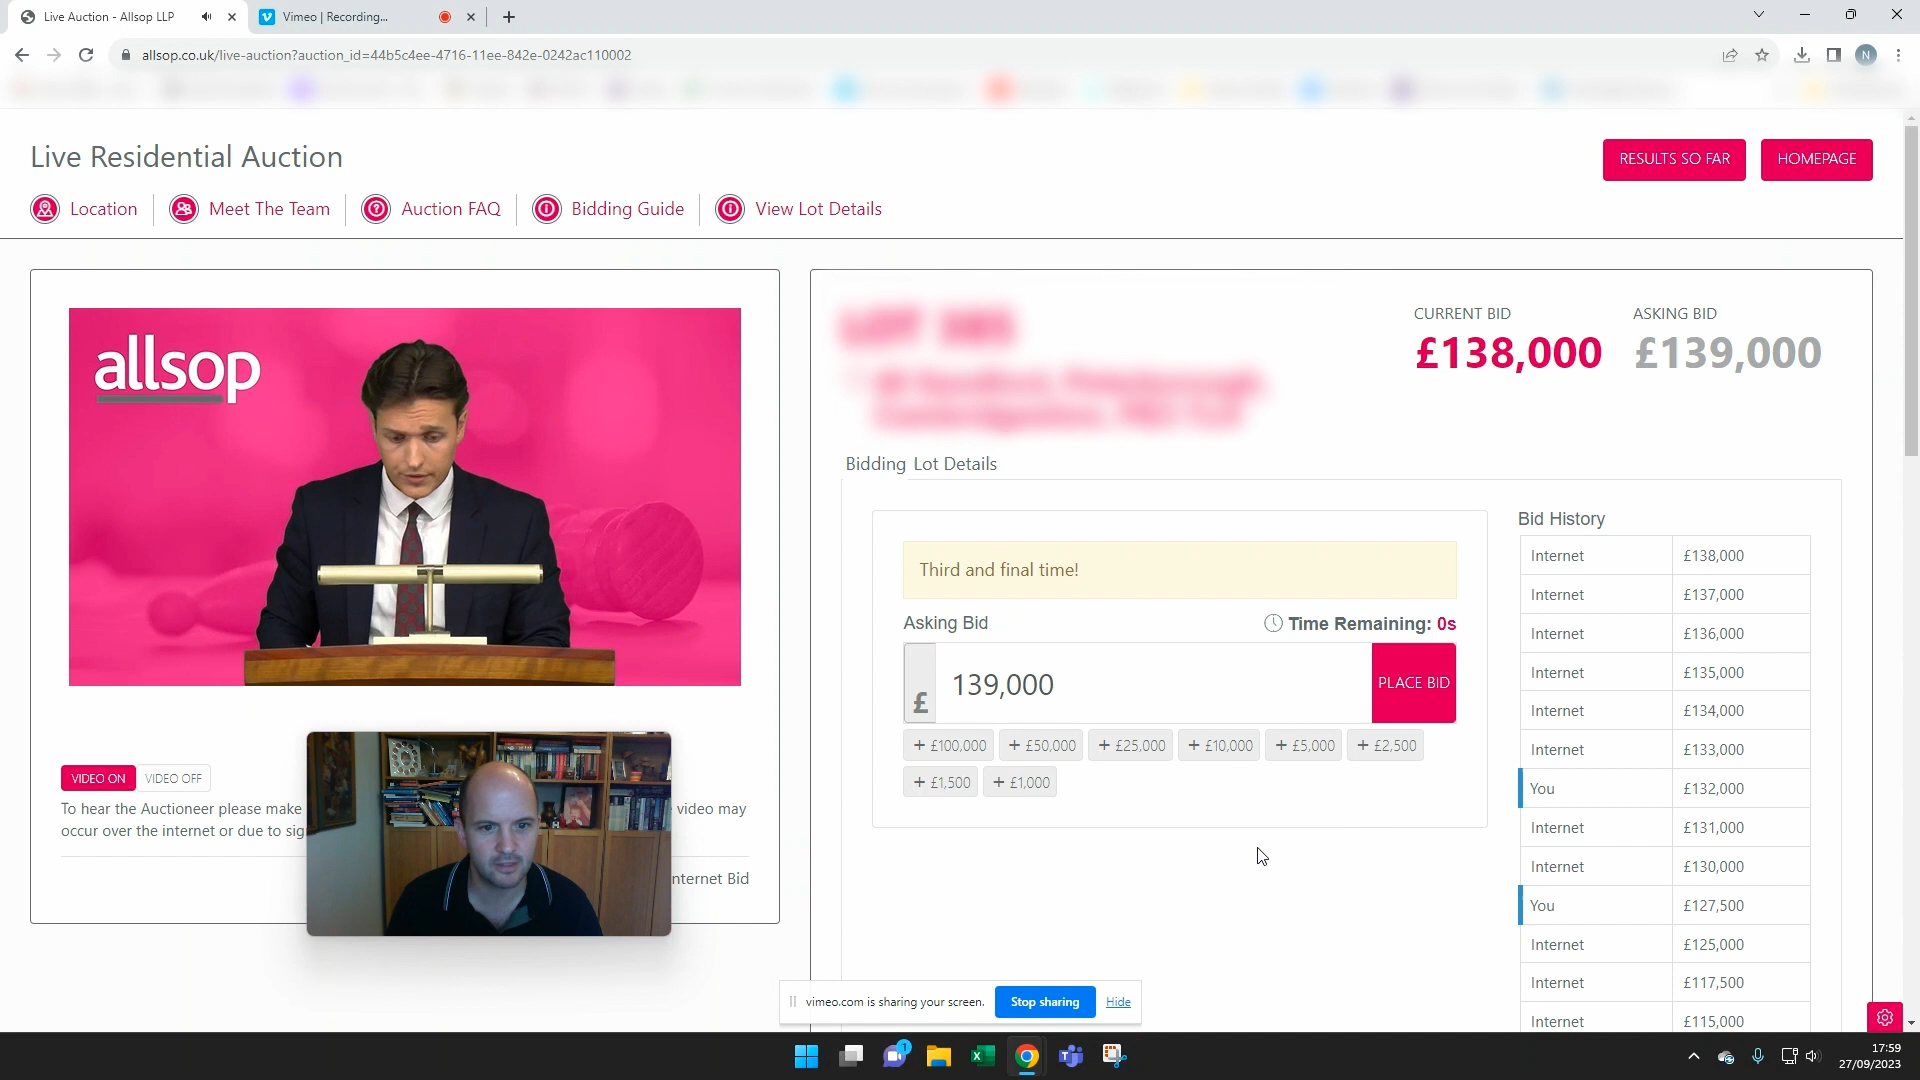 Live Auction - Allsop LLP
Vimeo | Recording...
allsop.co.uk/live-auction?auction_id=44b5c4ee-4716-11ee-842e-0242ac110002
N
Live Residential Auction
RESULTS SO FAR
HOMEPAGE
Location
Meet The Team
Auction FAQ
Bidding Guide
View Lot Details
allsop
CURRENT BID
£138,000
ASKING BID
£139,000
Bidding
Lot Details
Third and final time!
Asking Bid
Time Remaining: 0s
£
139,000
PLACE BID
+ £100,000
+ £50,000
+ £25,000
+ £10,000
+ £5,000
+ £2,500
+ £1,500
+ £1,000
Bid History
Internet £138,000
Internet £137,000
Internet £136,000
Internet £135,000
Internet £134,000
Internet £133,000
You £132,000
Internet £131,000
Internet £130,000
You £127,500
Internet £125,000
Internet £117,500
Internet £115,000
VIDEO ON
VIDEO OFF
To hear the Auctioneer please make
video may
occur over the internet or due to sig
nternet Bid
vimeo.com is sharing your screen.
Stop sharing
Hide
1
17:59
27/09/2023